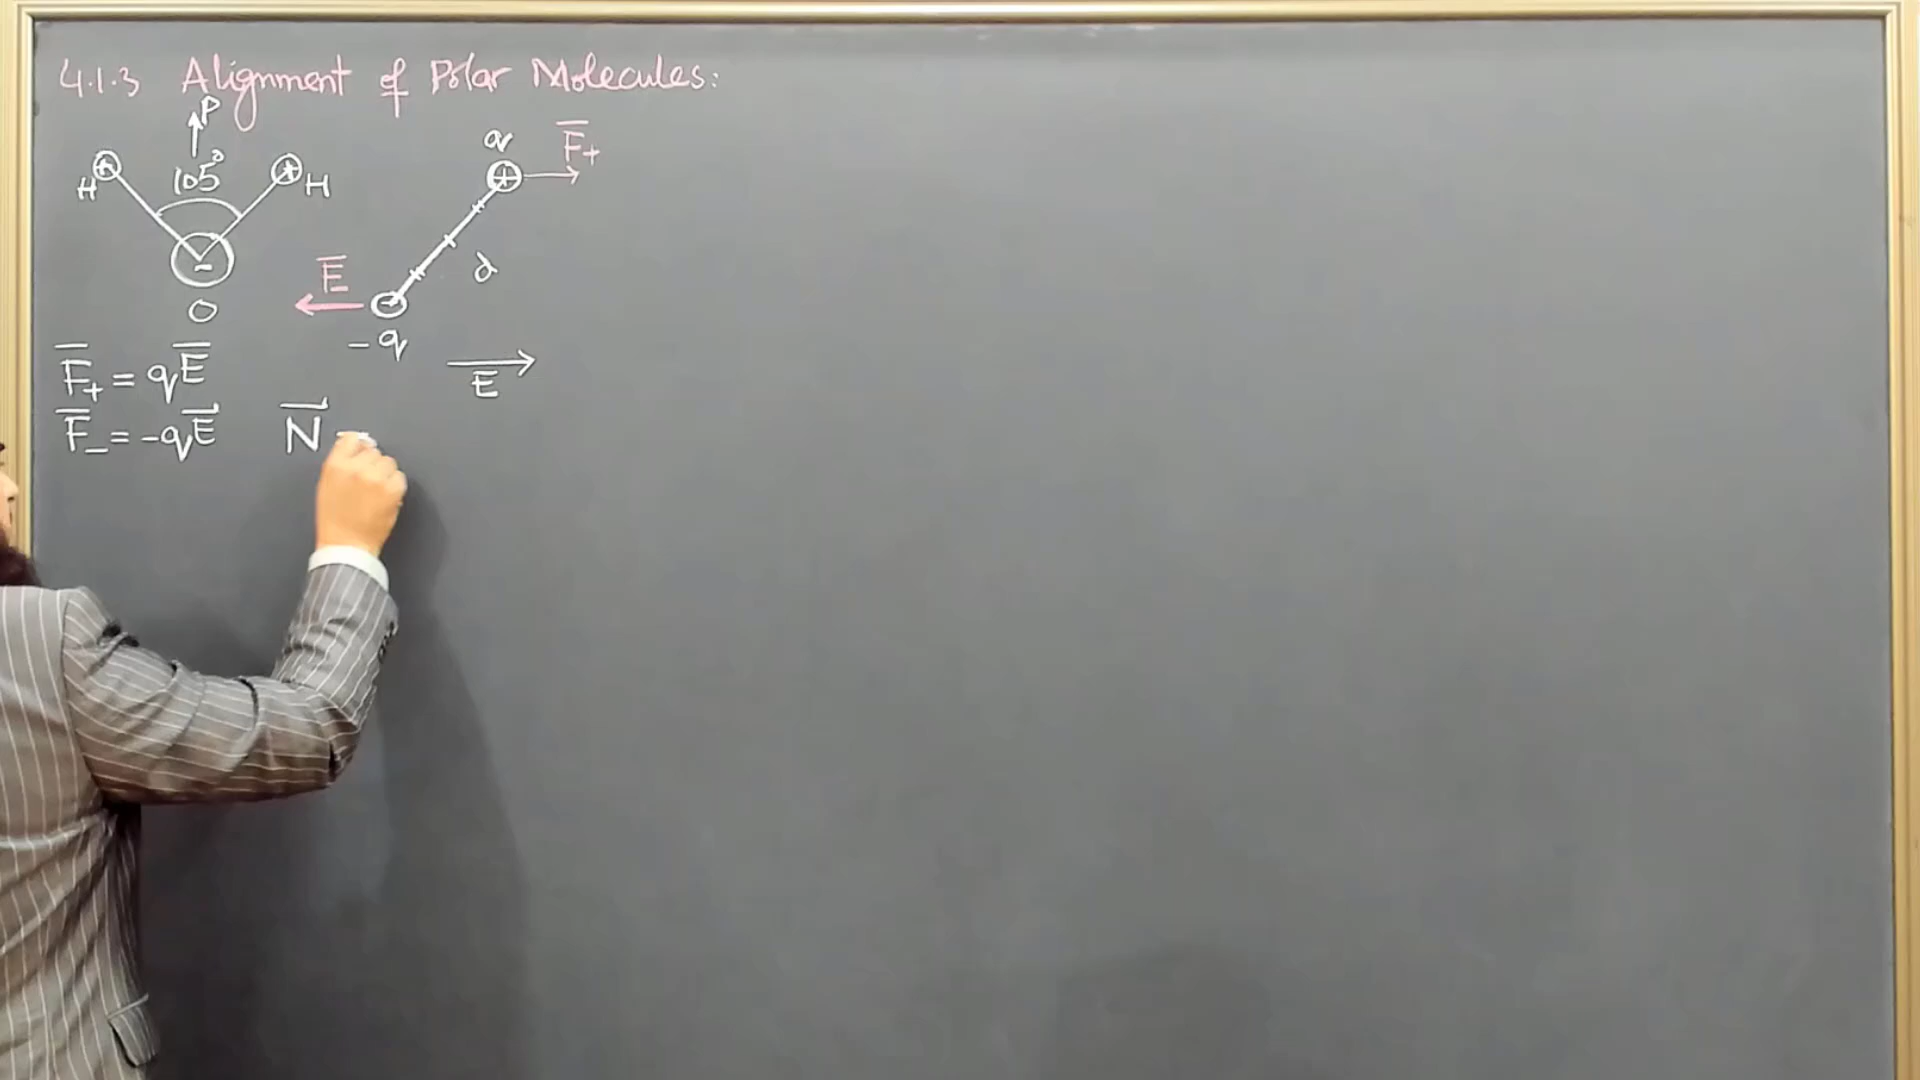 4.1.3 Alignment of Polar Molecules:
P
H 105° H
O
q F̅₊
d
E̅
-q
E
F̅₊ = qE̅
F̅₋ = -qE̅ N⃗ =